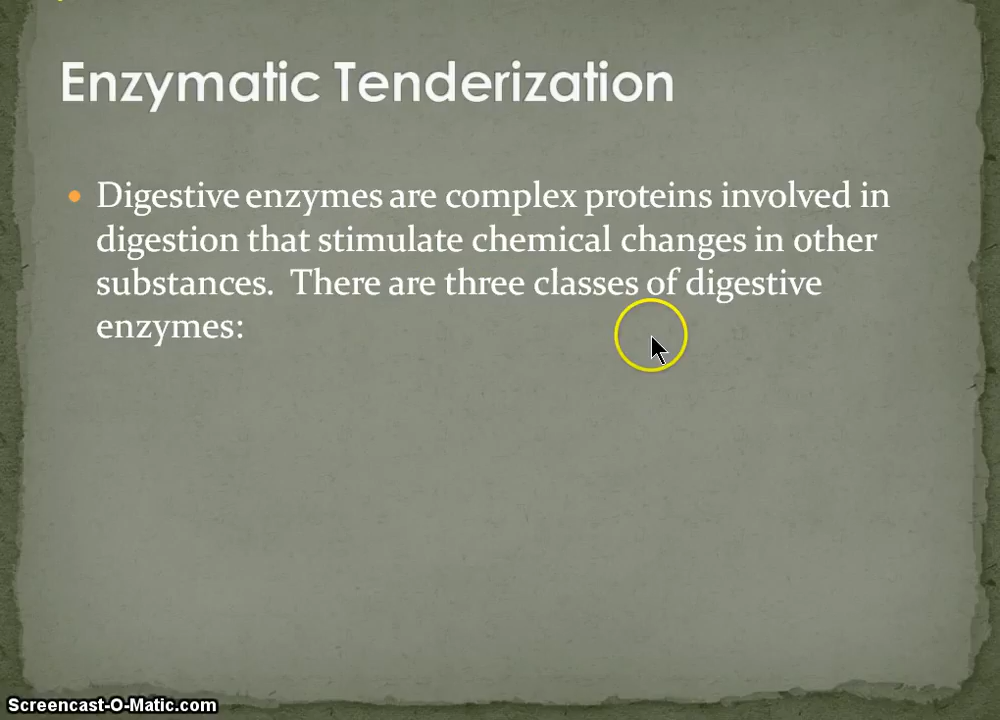 Enzymatic Tenderization
Digestive enzymes are complex proteins involved in
digestion that stimulate chemical changes in other
substances.  There are three classes of digestive
enzymes:
Screencast-O-Matic.com